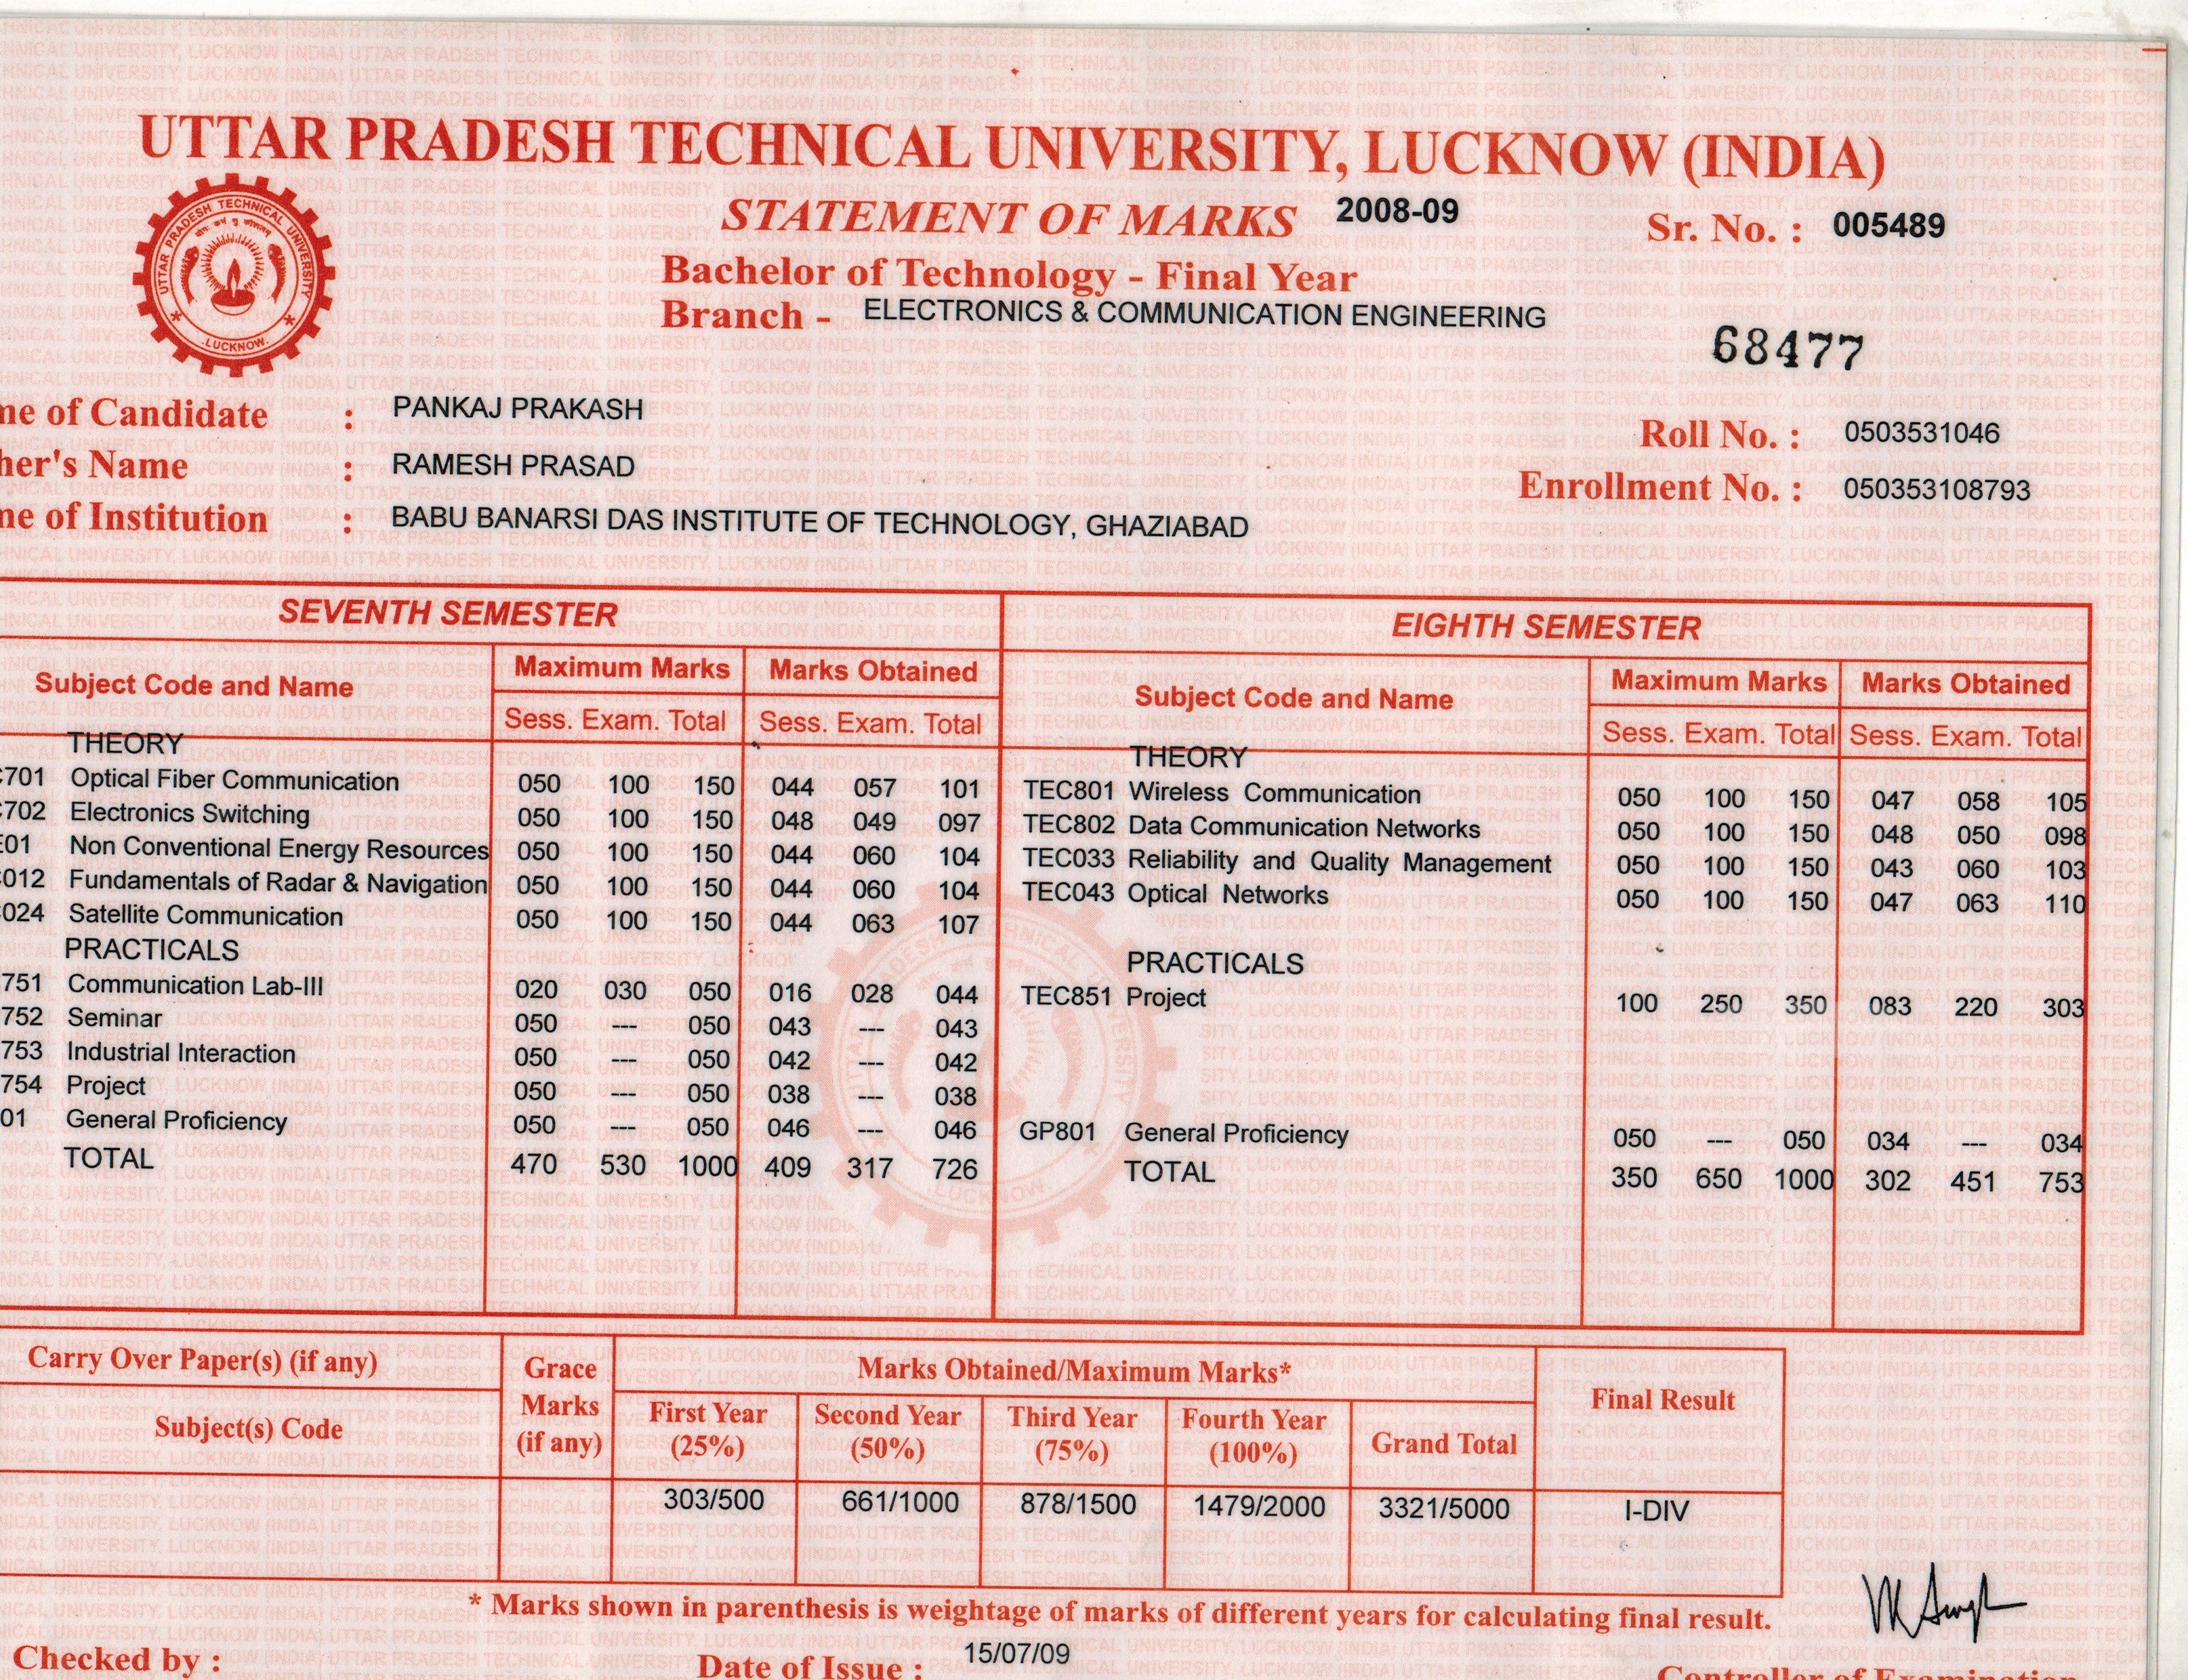 UTTAR PRADESH TECHNICAL UNIVERSITY, LUCKNOW (INDIA)
STATEMENT OF MARKS 2008-09 Sr. No. : 005489
Bachelor of Technology - Final Year
Branch - ELECTRONICS & COMMUNICATION ENGINEERING
68477
UTTAR PRADESH TECHNICAL UNIVERSITY
LUCKNOW
me of Candidate : PANKAJ PRAKASH Roll No. : 0503531046
her's Name : RAMESH PRASAD Enrollment No. : 050353108793
me of Institution : BABU BANARSI DAS INSTITUTE OF TECHNOLOGY, GHAZIABAD
SEVENTH SEMESTER
Subject Code and Name Maximum Marks Marks Obtained
Sess. Exam. Total Sess. Exam. Total
THEORY
C701 Optical Fiber Communication 050 100 150 044 057 101
C702 Electronics Switching 050 100 150 048 049 097
E01 Non Conventional Energy Resources 050 100 150 044 060 104
C012 Fundamentals of Radar & Navigation 050 100 150 044 060 104
C024 Satellite Communication 050 100 150 044 063 107
PRACTICALS
751 Communication Lab-III 020 030 050 016 028 044
752 Seminar 050 --- 050 043 --- 043
753 Industrial Interaction 050 --- 050 042 --- 042
754 Project 050 --- 050 038 --- 038
01 General Proficiency 050 --- 050 046 --- 046
TOTAL 470 530 1000 409 317 726
EIGHTH SEMESTER
Subject Code and Name Maximum Marks Marks Obtained
Sess. Exam. Total Sess. Exam. Total
THEORY
TEC801 Wireless Communication 050 100 150 047 058 105
TEC802 Data Communication Networks 050 100 150 048 050 098
TEC033 Reliability and Quality Management 050 100 150 043 060 103
TEC043 Optical Networks 050 100 150 047 063 110
PRACTICALS
TEC851 Project 100 250 350 083 220 303
GP801 General Proficiency 050 --- 050 034 --- 034
TOTAL 350 650 1000 302 451 753
Carry Over Paper(s) (if any) Grace Marks (if any) Marks Obtained/Maximum Marks* Final Result
Subject(s) Code First Year (25%) Second Year (50%) Third Year (75%) Fourth Year (100%) Grand Total
303/500 661/1000 878/1500 1479/2000 3321/5000 I-DIV
* Marks shown in parenthesis is weightage of marks of different years for calculating final result.
Checked by : Date of Issue : 15/07/09
Controller of Examination